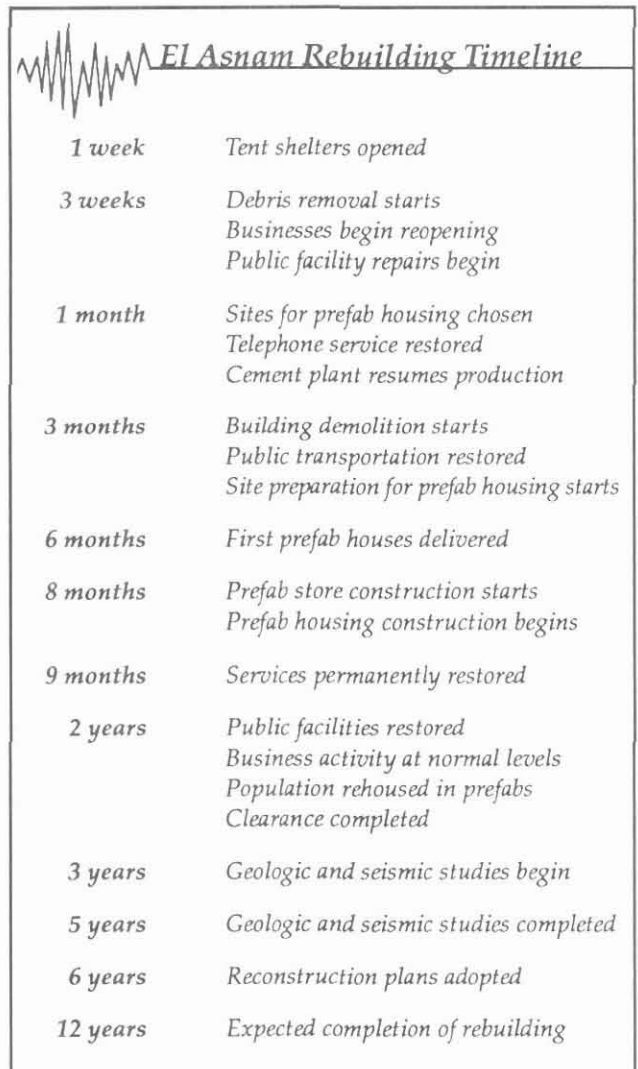 El Asnam Rebuilding Timeline
1 week Tent shelters opened
3 weeks Debris removal starts
Businesses begin reopening
Public facility repairs begin
1 month Sites for prefab housing chosen
Telephone service restored
Cement plant resumes production
3 months Building demolition starts
Public transportation restored
Site preparation for prefab housing starts
6 months First prefab houses delivered
8 months Prefab store construction starts
Prefab housing construction begins
9 months Services permanently restored
2 years Public facilities restored
Business activity at normal levels
Population rehoused in prefabs
Clearance completed
3 years Geologic and seismic studies begin
5 years Geologic and seismic studies completed
6 years Reconstruction plans adopted
12 years Expected completion of rebuilding